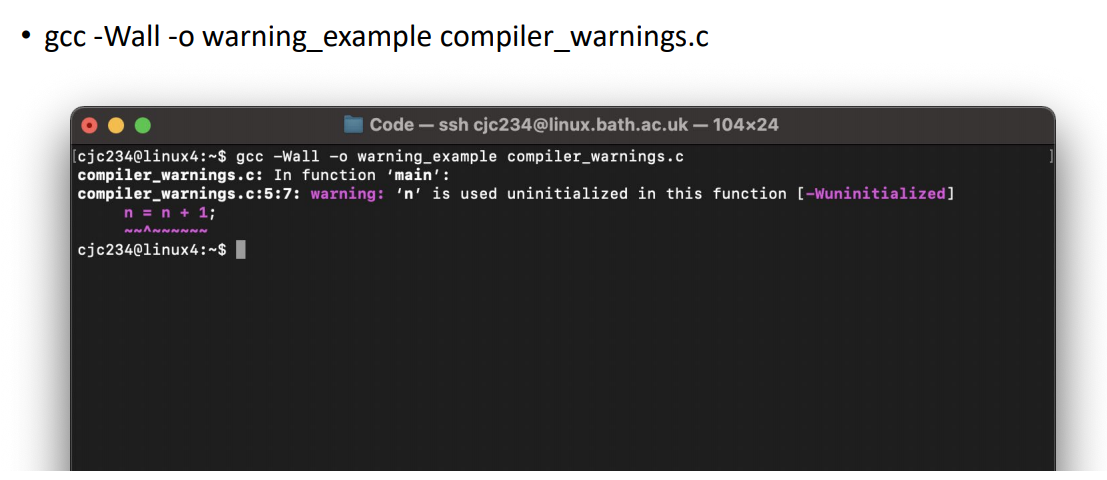 • gcc -Wall -o warning_example compiler_warnings.c
Code — ssh cjc234@linux.bath.ac.uk — 104×24
[cjc234@linux4:~$ gcc -Wall -o warning_example compiler_warnings.c ]
compiler_warnings.c: In function ‘main’:
compiler_warnings.c:5:7: warning: ‘n’ is used uninitialized in this function [-Wuninitialized]
n = n + 1;
~~^~~~~~~
cjc234@linux4:~$